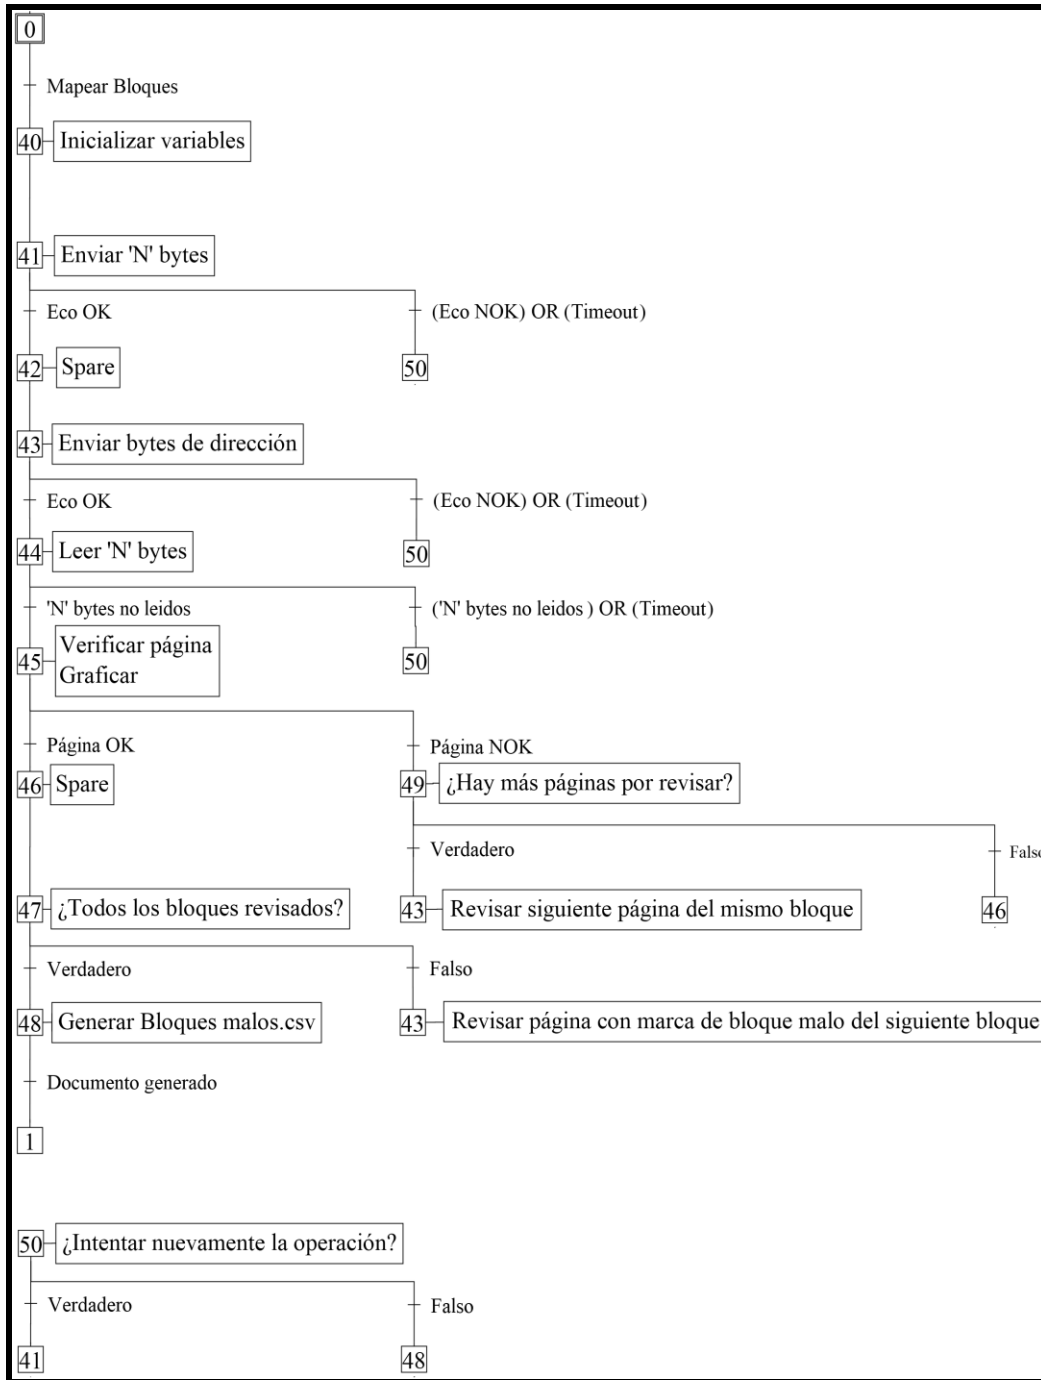 0
Mapear Bloques
40 Inicializar variables
41 Enviar 'N' bytes
Eco OK (Eco NOK) OR (Timeout)
42 Spare 50
43 Enviar bytes de dirección
Eco OK (Eco NOK) OR (Timeout)
44 Leer 'N' bytes 50
'N' bytes no leidos ('N' bytes no leidos ) OR (Timeout)
45 Verificar página
Graficar 50
Página OK Página NOK
46 Spare 49 ¿Hay más páginas por revisar?
Verdadero Falso
47 ¿Todos los bloques revisados? 43 Revisar siguiente página del mismo bloque 46
Verdadero Falso
48 Generar Bloques malos.csv 43 Revisar página con marca de bloque malo del siguiente bloque
Documento generado
1
50 ¿Intentar nuevamente la operación?
Verdadero Falso
41 48